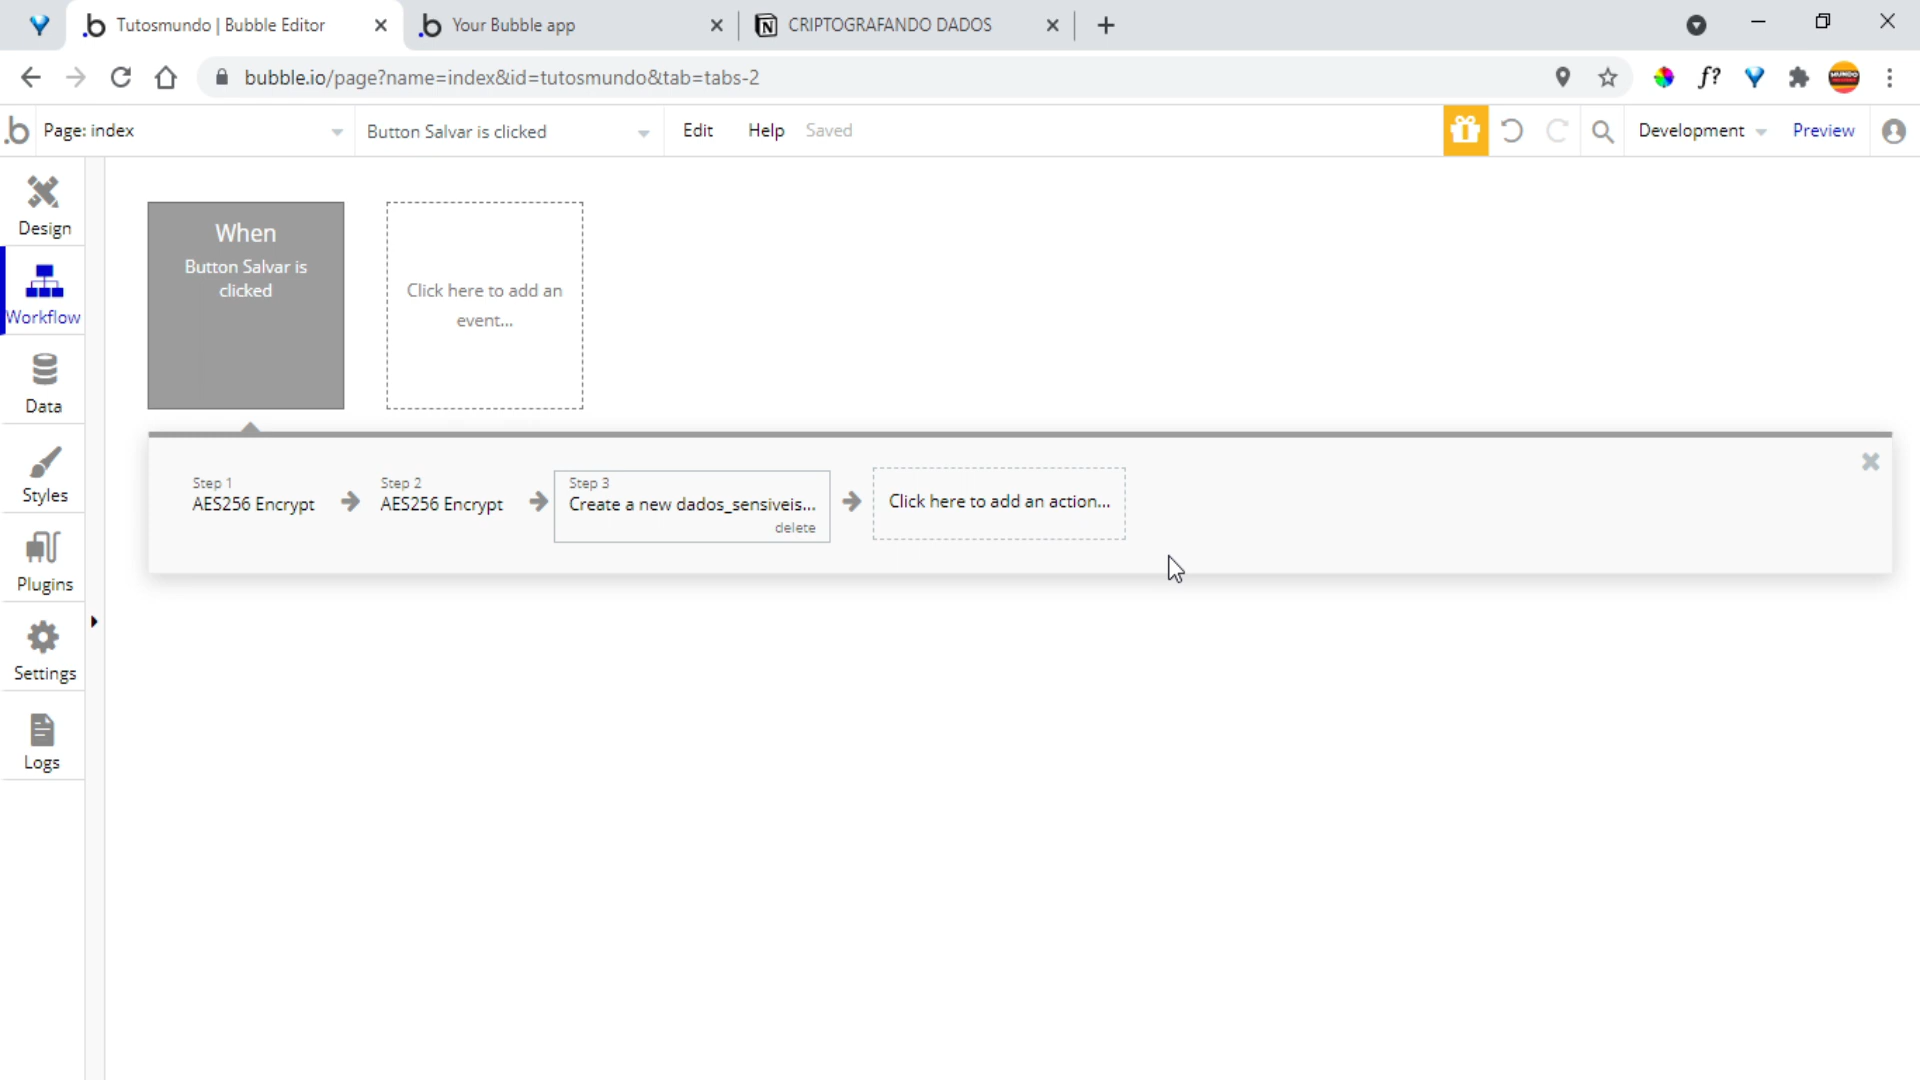 Tutosmundo | Bubble Editor
Your Bubble app
CRIPTOGRAFANDO DADOS
bubble.io/page?name=index&id=tutosmundo&tab=tabs-2
f?
Page: index
Button Salvar is clicked
Edit
Help
Saved
Development
Preview
Design
Workflow
Data
Styles
Plugins
Settings
Logs
When
Button Salvar is
clicked
Click here to add an
event...
Step 1
AES256 Encrypt
Step 2
AES256 Encrypt
Step 3
Create a new dados_sensiveis...
delete
Click here to add an action...